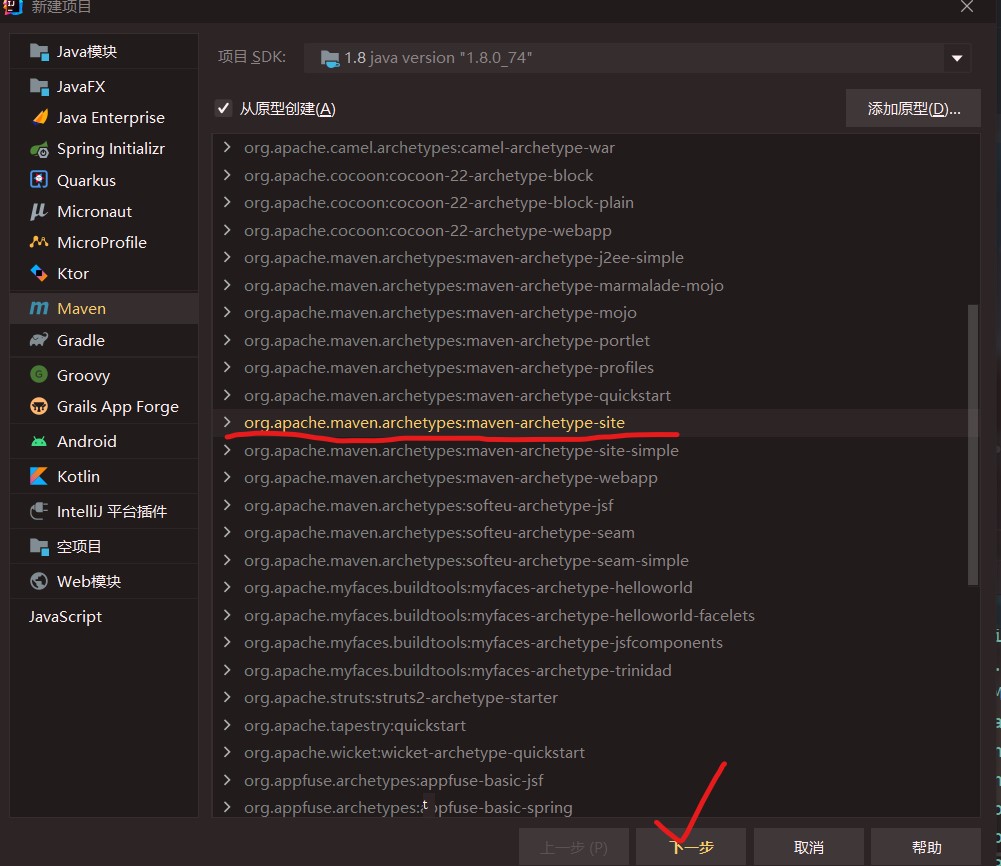 新建项目
Java模块
JavaFX
Java Enterprise
Spring Initializr
Quarkus
Micronaut
MicroProfile
Ktor
Maven
Gradle
Groovy
Grails App Forge
Android
Kotlin
IntelliJ 平台插件
空项目
Web模块
JavaScript
项目 SDK: 1.8 java version "1.8.0_74"
从原型创建(A) 添加原型(D)...
org.apache.camel.archetypes:camel-archetype-war
org.apache.cocoon:cocoon-22-archetype-block
org.apache.cocoon:cocoon-22-archetype-block-plain
org.apache.cocoon:cocoon-22-archetype-webapp
org.apache.maven.archetypes:maven-archetype-j2ee-simple
org.apache.maven.archetypes:maven-archetype-marmalade-mojo
org.apache.maven.archetypes:maven-archetype-mojo
org.apache.maven.archetypes:maven-archetype-portlet
org.apache.maven.archetypes:maven-archetype-profiles
org.apache.maven.archetypes:maven-archetype-quickstart
org.apache.maven.archetypes:maven-archetype-site
org.apache.maven.archetypes:maven-archetype-site-simple
org.apache.maven.archetypes:maven-archetype-webapp
org.apache.maven.archetypes:softeu-archetype-jsf
org.apache.maven.archetypes:softeu-archetype-seam
org.apache.maven.archetypes:softeu-archetype-seam-simple
org.apache.myfaces.buildtools:myfaces-archetype-helloworld
org.apache.myfaces.buildtools:myfaces-archetype-helloworld-facelets
org.apache.myfaces.buildtools:myfaces-archetype-jsfcomponents
org.apache.myfaces.buildtools:myfaces-archetype-trinidad
org.apache.struts:struts2-archetype-starter
org.apache.tapestry:quickstart
org.apache.wicket:wicket-archetype-quickstart
org.appfuse.archetypes:appfuse-basic-jsf
org.appfuse.archetypes:appfuse-basic-spring
上一步 (P) 下一步 取消 帮助